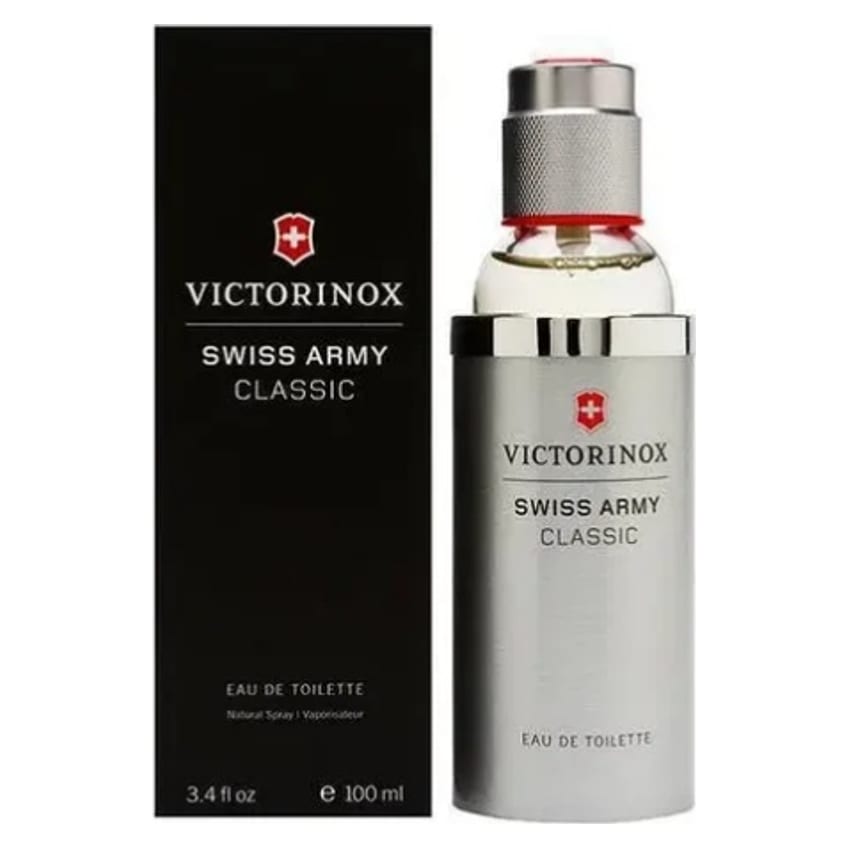 VICTORINOX
SWISS ARMY
CLASSIC
EAU DE TOILETTE
Natural Spray | Vaporisateur
3.4 fl oz ℮ 100 ml
VICTORINOX
SWISS ARMY
CLASSIC
EAU DE TOILETTE